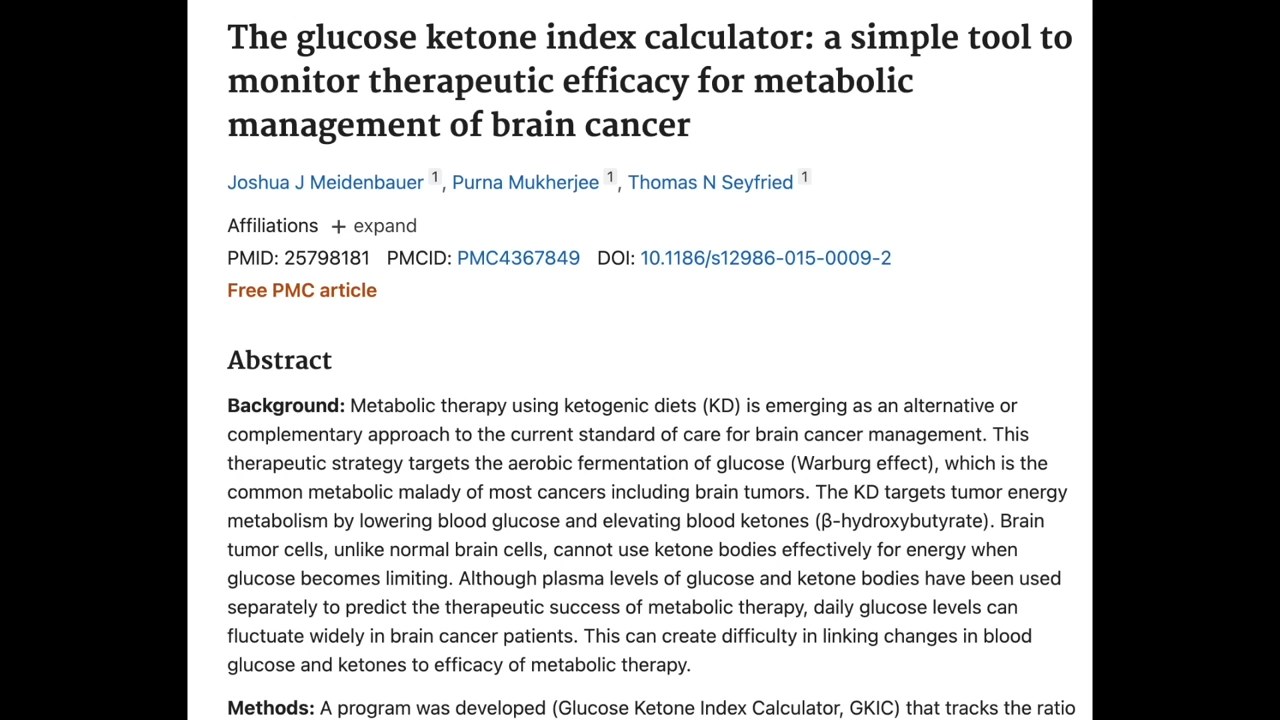 The glucose ketone index calculator: a simple tool to
monitor therapeutic efficacy for metabolic
management of brain cancer
Joshua J Meidenbauer 1, Purna Mukherjee 1, Thomas N Seyfried 1
Affiliations + expand
PMID: 25798181 PMCID: PMC4367849 DOI: 10.1186/s12986-015-0009-2
Free PMC article
Abstract
Background: Metabolic therapy using ketogenic diets (KD) is emerging as an alternative or
complementary approach to the current standard of care for brain cancer management. This
therapeutic strategy targets the aerobic fermentation of glucose (Warburg effect), which is the
common metabolic malady of most cancers including brain tumors. The KD targets tumor energy
metabolism by lowering blood glucose and elevating blood ketones (β-hydroxybutyrate). Brain
tumor cells, unlike normal brain cells, cannot use ketone bodies effectively for energy when
glucose becomes limiting. Although plasma levels of glucose and ketone bodies have been used
separately to predict the therapeutic success of metabolic therapy, daily glucose levels can
fluctuate widely in brain cancer patients. This can create difficulty in linking changes in blood
glucose and ketones to efficacy of metabolic therapy.
Methods: A program was developed (Glucose Ketone Index Calculator, GKIC) that tracks the ratio